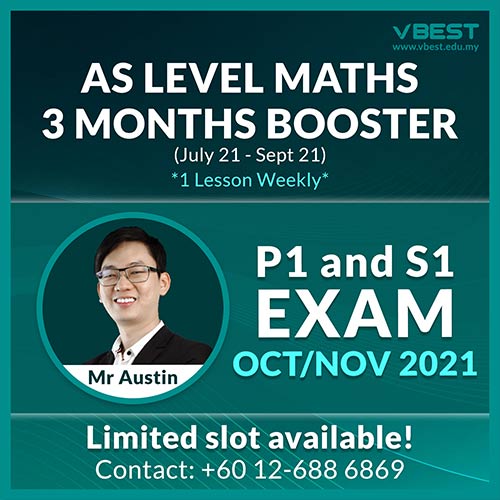 VBEST
www.vbest.edu.my
AS LEVEL MATHS
3 MONTHS BOOSTER
(July 21 - Sept 21)
*1 Lesson Weekly*
P1 and S1
EXAM
OCT/NOV 2021
Mr Austin
Limited slot available!
Contact: +60 12-688 6869